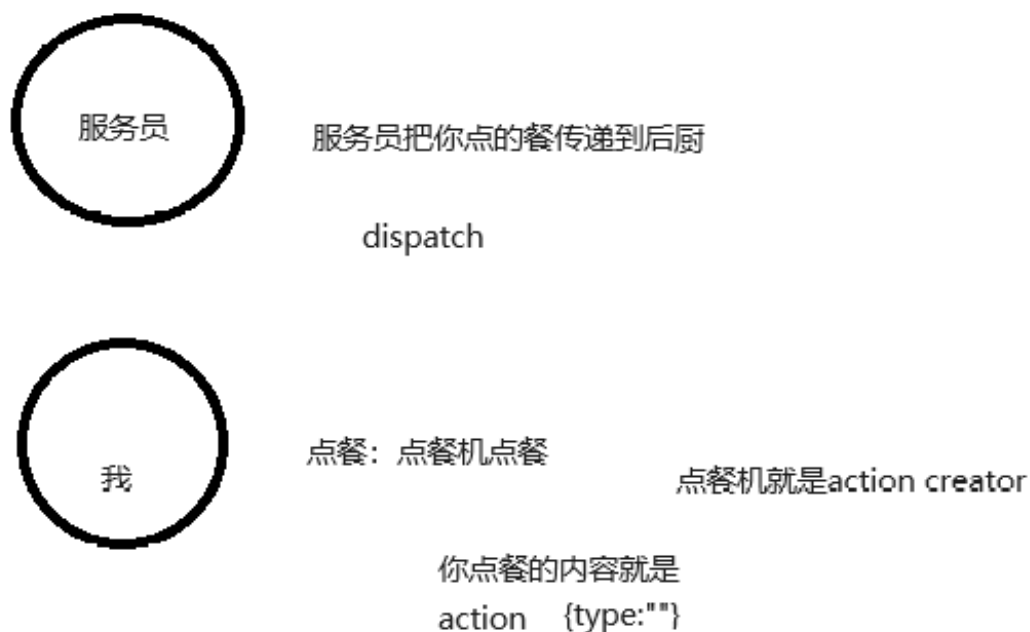 服务员
服务员把你点的餐传递到后厨
dispatch
我
点餐：点餐机点餐
点餐机就是action creator
你点餐的内容就是
action {type:""}